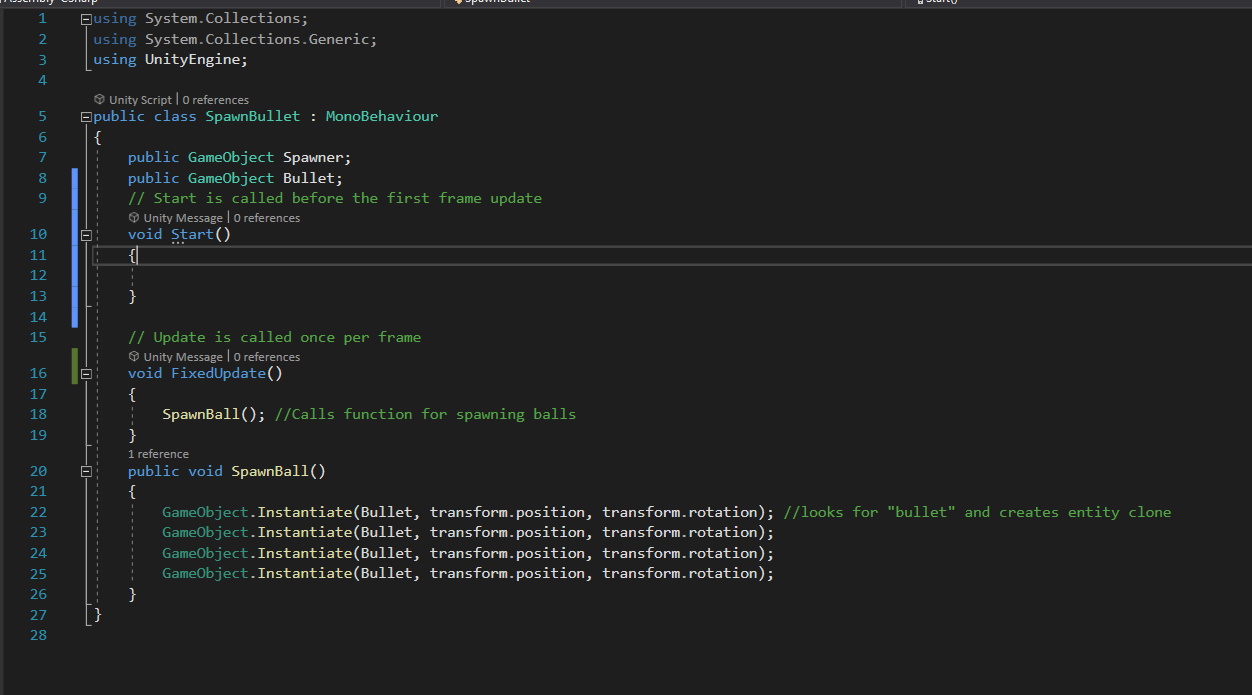 Assembly-CSharp SpawnBullet Start()
1 using System.Collections;
2 using System.Collections.Generic;
3 using UnityEngine;
4
Unity Script | 0 references
5 public class SpawnBullet : MonoBehaviour
6 {
7 public GameObject Spawner;
8 public GameObject Bullet;
9 // Start is called before the first frame update
Unity Message | 0 references
10 void Start()
11 {
12
13 }
14
15 // Update is called once per frame
Unity Message | 0 references
16 void FixedUpdate()
17 {
18 SpawnBall(); //Calls function for spawning balls
19 }
1 reference
20 public void SpawnBall()
21 {
22 GameObject.Instantiate(Bullet, transform.position, transform.rotation); //looks for "bullet" and creates entity clone
23 GameObject.Instantiate(Bullet, transform.position, transform.rotation);
24 GameObject.Instantiate(Bullet, transform.position, transform.rotation);
25 GameObject.Instantiate(Bullet, transform.position, transform.rotation);
26 }
27 }
28